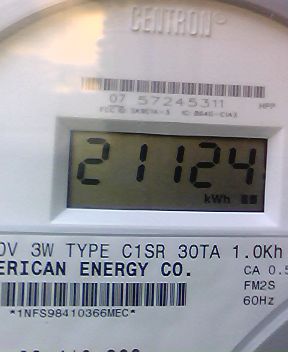 CENTRON
07 57245311 HPP
21124
kWh
0V 3W TYPE C1SR 30TA 1.0Kh
ERICAN ENERGY CO. CA 0.5
FM2S
60Hz
*1NFS98410366MEC*